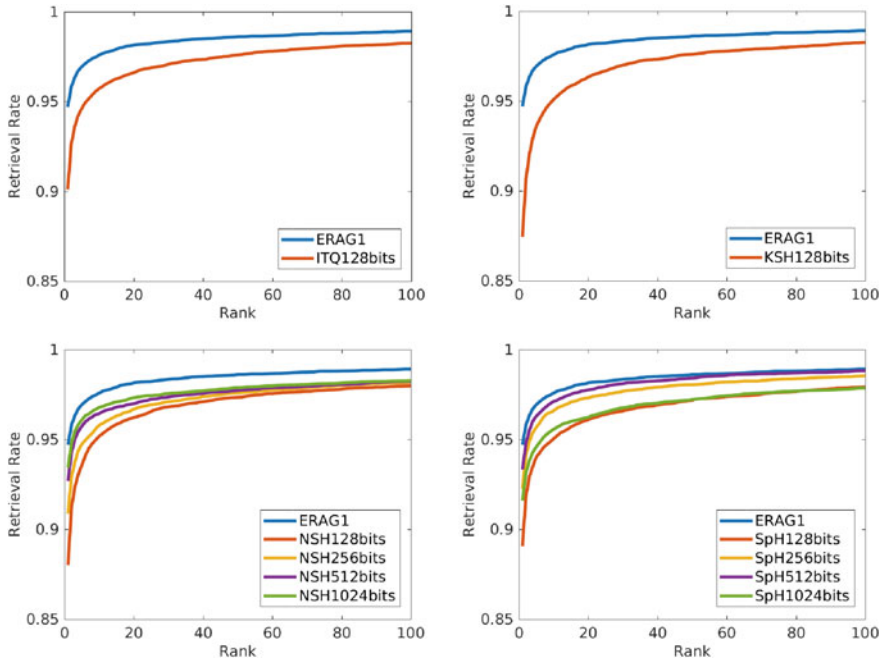 1
0.95
0.9
0.85
Retrieval Rate
ERAG1
ITQ128bits
0 20 40 60 80 100
Rank
1
0.95
0.9
0.85
Retrieval Rate
ERAG1
KSH128bits
0 20 40 60 80 100
Rank
1
0.95
0.9
0.85
Retrieval Rate
ERAG1
NSH128bits
NSH256bits
NSH512bits
NSH1024bits
0 20 40 60 80 100
Rank
1
0.95
0.9
0.85
Retrieval Rate
ERAG1
SpH128bits
SpH256bits
SpH512bits
SpH1024bits
0 20 40 60 80 100
Rank